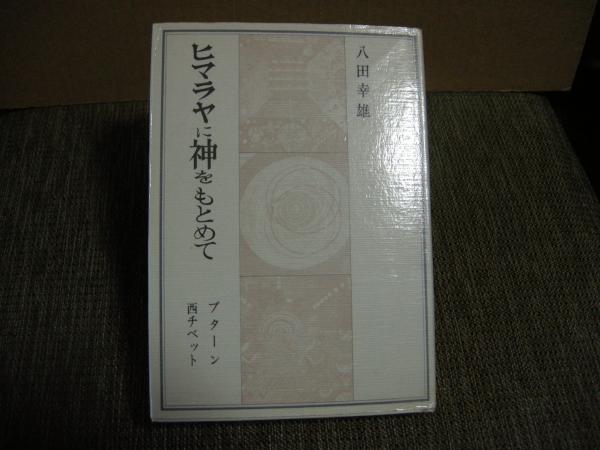 八田幸雄
ヒマラヤに神をもとめて
ブターン
西チベット